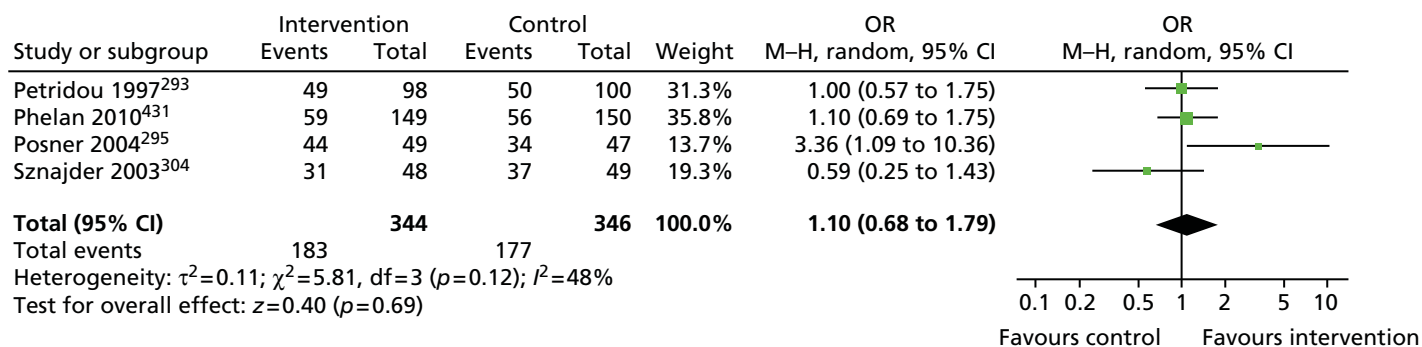 Intervention Control OR OR
Study or subgroup Events Total Events Total Weight M–H, random, 95% CI M–H, random, 95% CI
Petridou 1997²⁹³ 49 98 50 100 31.3% 1.00 (0.57 to 1.75)
Phelan 2010⁴³¹ 59 149 56 150 35.8% 1.10 (0.69 to 1.75)
Posner 2004²⁹⁵ 44 49 34 47 13.7% 3.36 (1.09 to 10.36)
Sznajder 2003³⁰⁴ 31 48 37 49 19.3% 0.59 (0.25 to 1.43)
Total (95% CI) 344 346 100.0% 1.10 (0.68 to 1.79)
Total events 183 177
Heterogeneity: τ²=0.11; χ²=5.81, df=3 (p=0.12); I²=48%
Test for overall effect: z=0.40 (p=0.69)
0.1 0.2 0.5 1 2 5 10
Favours control Favours intervention